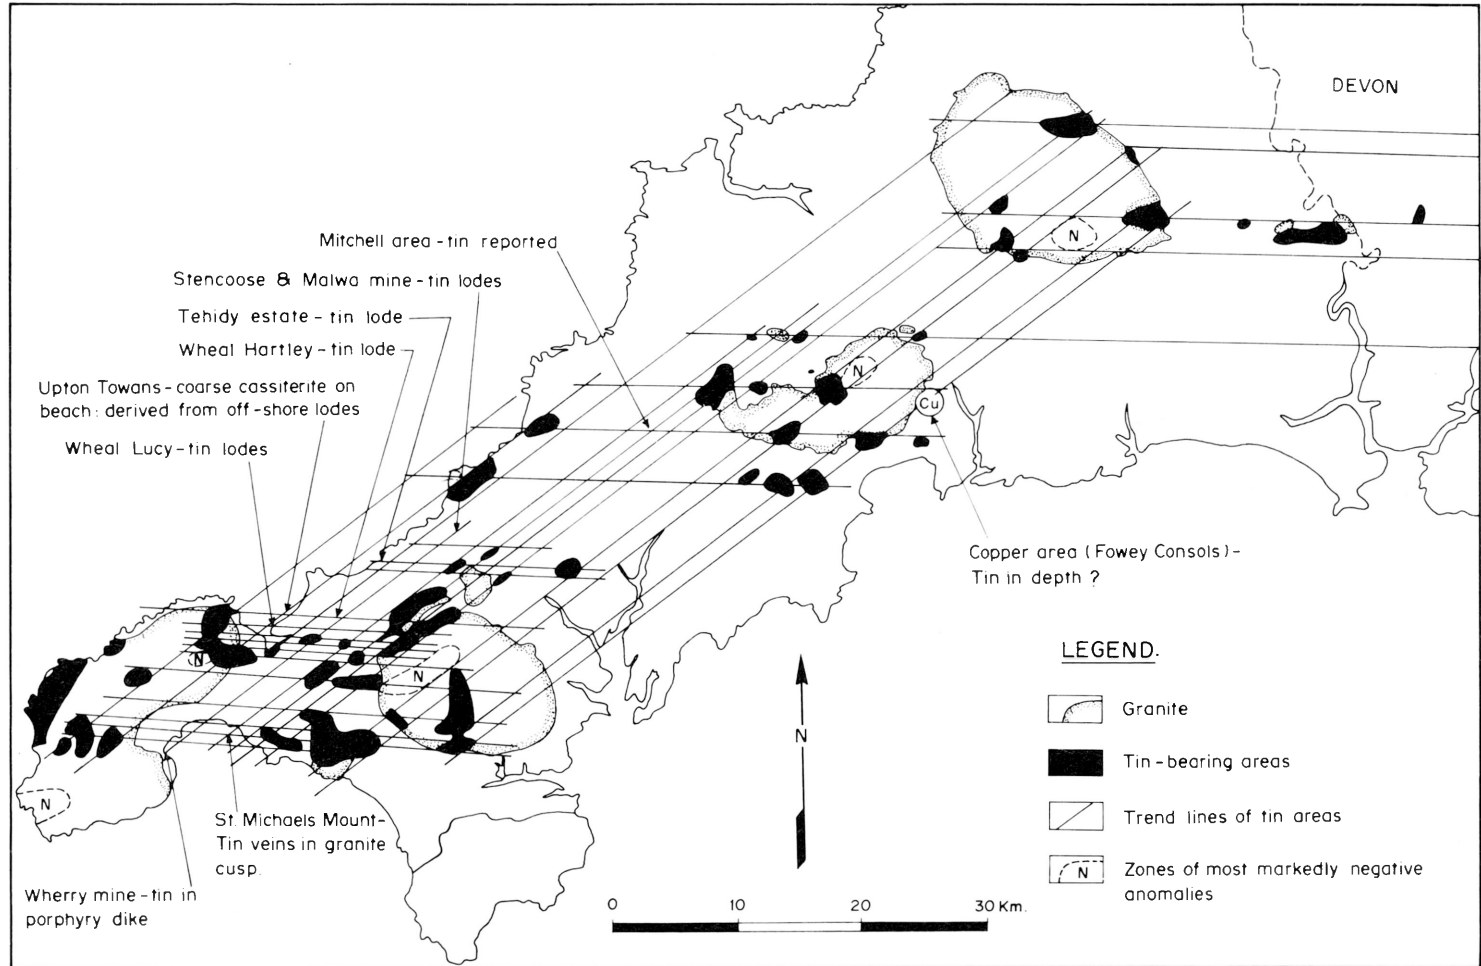 DEVON
Mitchell area - tin reported
Stencoose & Malwa mine - tin lodes
Tehidy estate - tin lode
Wheal Hartley - tin lode
Upton Towans - coarse cassiterite on
beach: derived from off-shore lodes
Wheal Lucy - tin lodes
N
N
Cu
N
N
N
Copper area (Fowey Consols) -
Tin in depth ?
St. Michaels Mount-
Tin veins in granite
cusp.
Wherry mine - tin in
porphyry dike
N
LEGEND.
Granite
Tin - bearing areas
Trend lines of tin areas
N
Zones of most markedly negative
anomalies
0 10 20 30 Km.